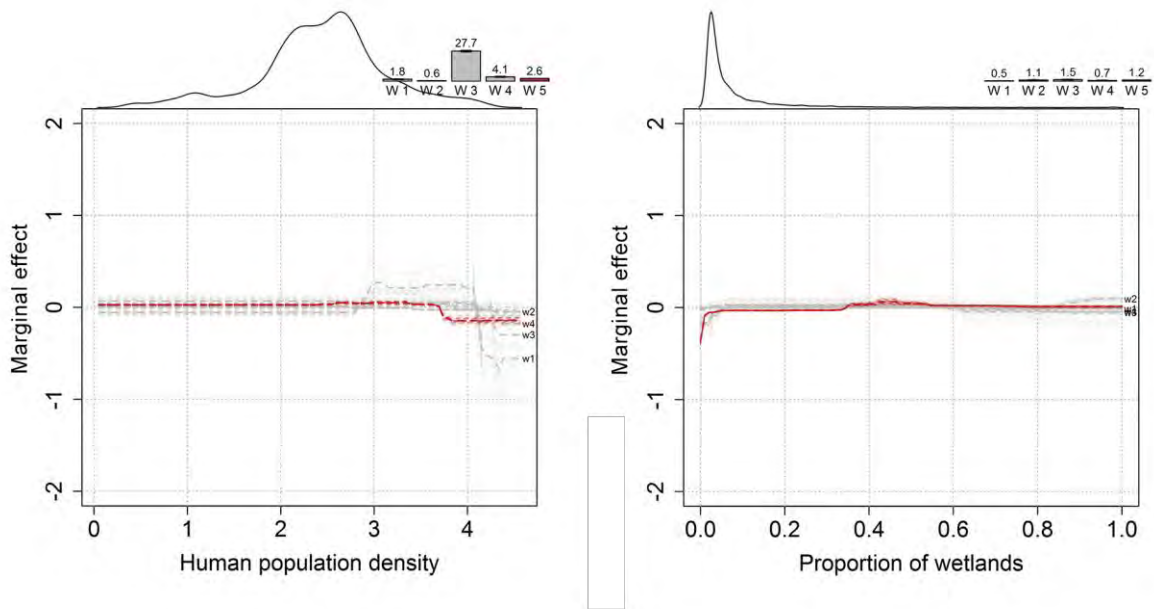 27.7
1.8 0.6 4.1 2.6
W 1 W 2 W 3 W 4 W 5
2
1
0
-1
-2
Marginal effect
w2
w4
w3
w1
0 1 2 3 4
Human population density
0.5 1.1 1.5 0.7 1.2
W 1 W 2 W 3 W 4 W 5
2
1
0
-1
-2
Marginal effect
w2
0.0 0.2 0.4 0.6 0.8 1.0
Proportion of wetlands